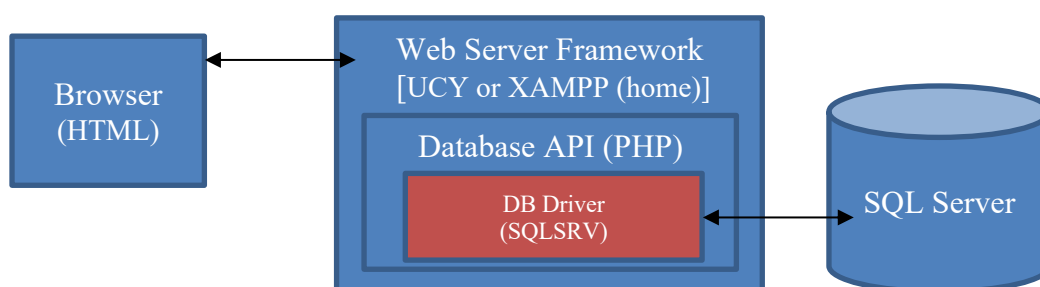 Browser
(HTML)
Web Server Framework
[UCY or XAMPP (home)]
Database API (PHP)
DB Driver
(SQLSRV)
SQL Server